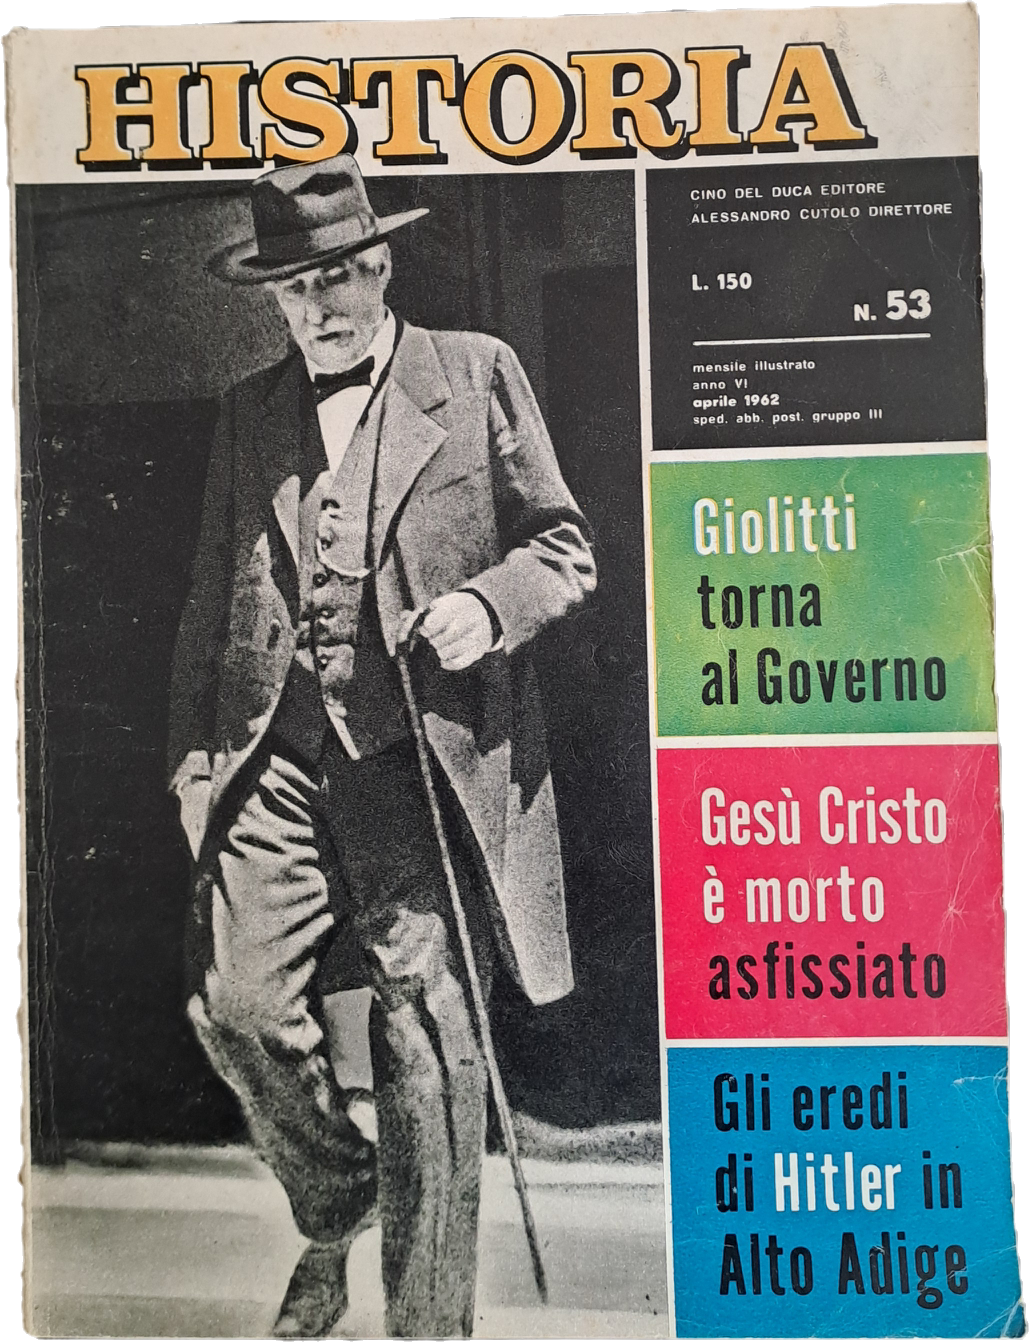 HISTORIA
CINO DEL DUCA EDITORE
ALESSANDRO CUTOLO DIRETTORE
L. 150
N. 53
mensile illustrato
anno VI
aprile 1962
sped. abb. post. gruppo III
Giolitti
torna
al Governo
Gesù Cristo
è morto
asfissiato
Gli eredi
di Hitler in
Alto Adige